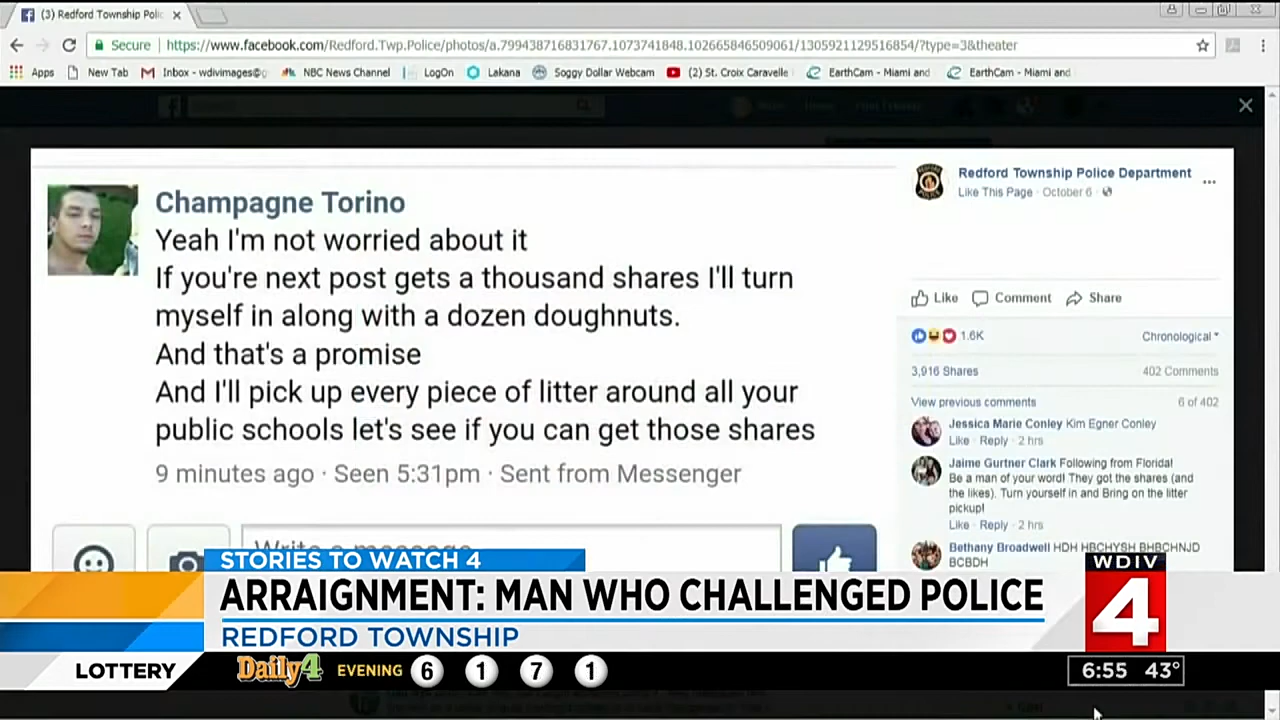 (3) Redford Township Polic
Secure
https://www.facebook.com/Redford.Twp.Police/photos/a.799438716831767.1073741848.102665846509061/1305921129516854/?type=3&theater
Apps New Tab Inbox - wdivimages@g NBC News Channel LogOn Lakana Soggy Dollar Webcam (2) St. Croix Caravelle EarthCam - Miami and EarthCam - Miami and
Champagne Torino
Yeah I'm not worried about it
If you're next post gets a thousand shares I'll turn
myself in along with a dozen doughnuts.
And that's a promise
And I'll pick up every piece of litter around all your
public schools let's see if you can get those shares
9 minutes ago · Seen 5:31pm · Sent from Messenger
Write a message
Redford Township Police Department
Like This Page · October 6
Like Comment Share
1.6K Chronological
3,916 Shares 402 Comments
View previous comments 6 of 402
Jessica Marie Conley Kim Egner Conley
Like · Reply · 2 hrs
Jaime Gurtner Clark Following from Florida!
Be a man of your word! They got the shares (and
the likes). Turn yourself in and Bring on the litter
pickup!
Like · Reply · 2 hrs
Bethany Broadwell HDH HBCHYSH BHBCHNJD
BCBDH
STORIES TO WATCH 4
ARRAIGNMENT: MAN WHO CHALLENGED POLICE
REDFORD TOWNSHIP
WDIV
4
LOTTERY Daily 4 EVENING 6 1 7 1
6:55 43°